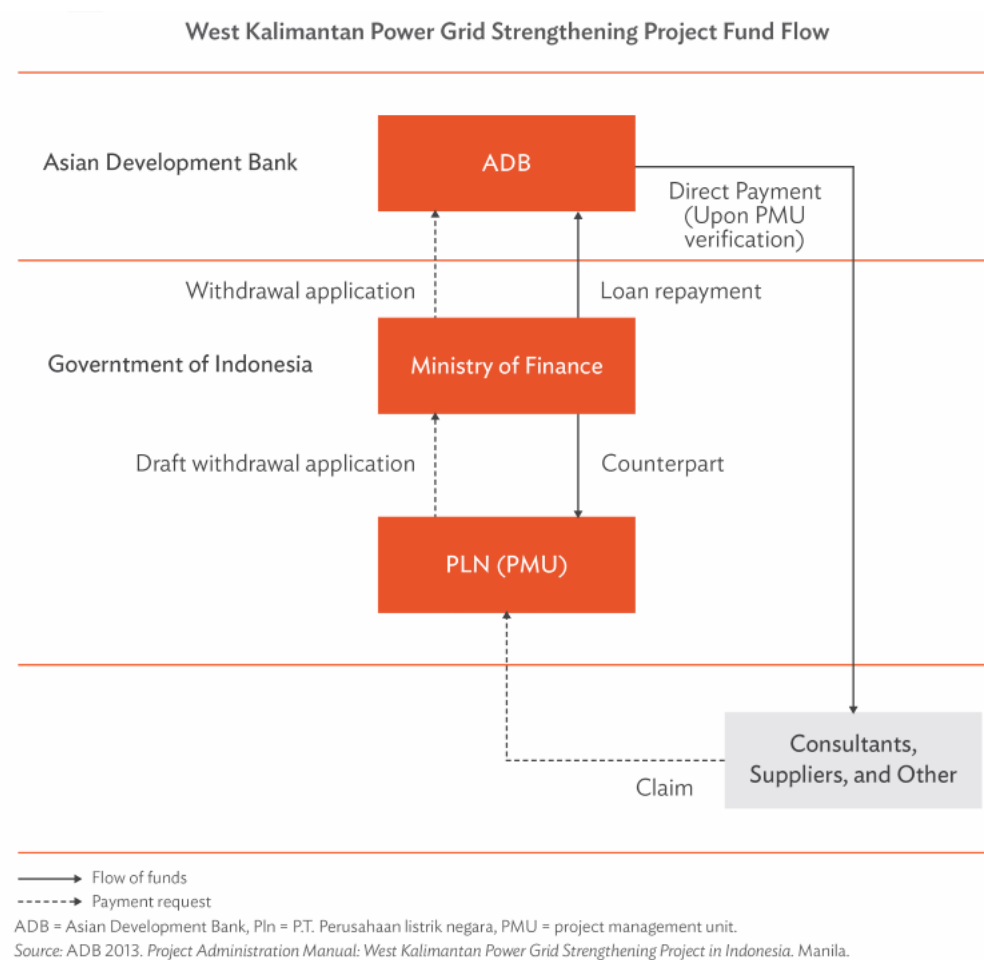 West Kalimantan Power Grid Strengthening Project Fund Flow
Asian Development Bank
ADB
Direct Payment
(Upon PMU
verification)
Withdrawal application
Loan repayment
Governtment of Indonesia
Ministry of Finance
Draft withdrawal application
Counterpart
PLN (PMU)
Consultants,
Suppliers, and Other
Claim
Flow of funds
Payment request
ADB = Asian Development Bank, Pln = P.T. Perusahaan listrik negara, PMU = project management unit.
Source: ADB 2013. Project Administration Manual: West Kalimantan Power Grid Strengthening Project in Indonesia. Manila.